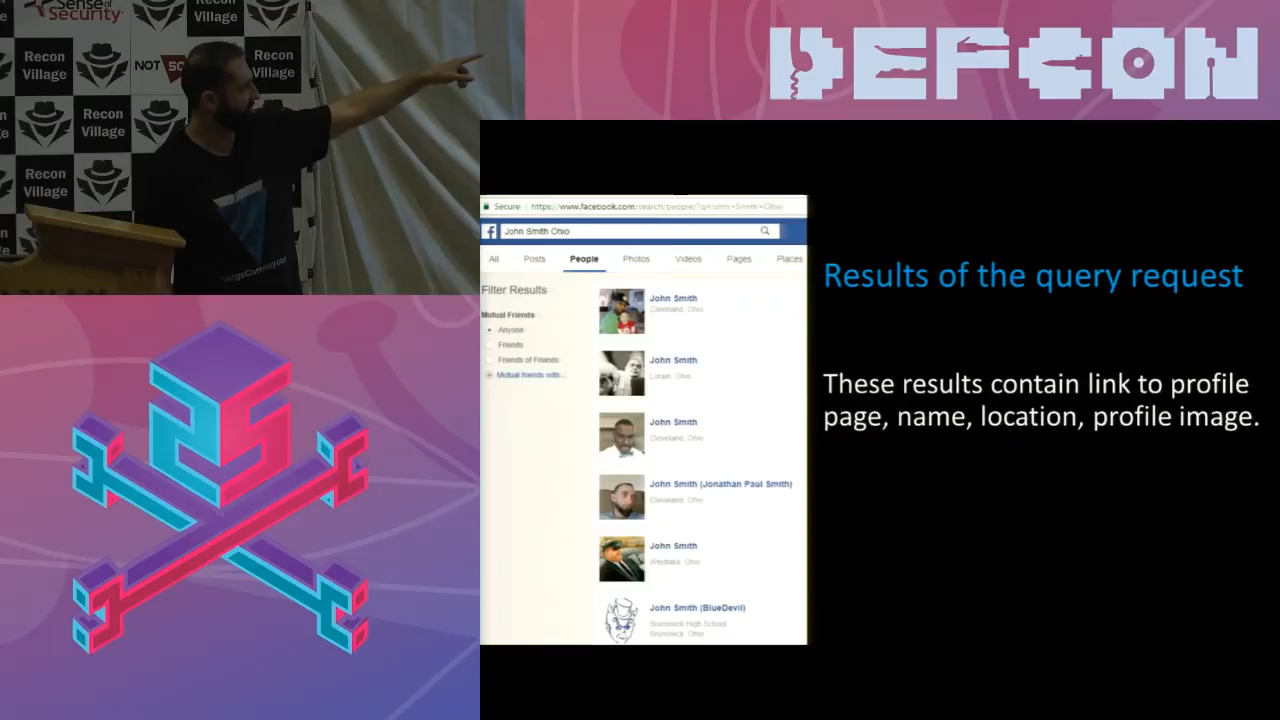 Sense of
Security
Recon
Village
Recon
Village
NOT
Recon
Village
Recon
Village
Recon
Village
DEFCON
Secure
https://www.facebook.com/search/people/?q=John+Smith+Ohio
John Smith Ohio
All Posts People Photos Videos Pages Places
Filter Results
Mutual Friends
Anyone
Friends
Friends of Friends
Mutual friends with...
John Smith
Cleveland, Ohio
John Smith
Lorain, Ohio
John Smith
Cleveland, Ohio
John Smith (Jonathan Paul Smith)
Cleveland, Ohio
John Smith
Westlake, Ohio
John Smith (BlueDevil)
Brunswick High School
Brunswick, Ohio
Results of the query request
These results contain link to profile
page, name, location, profile image.